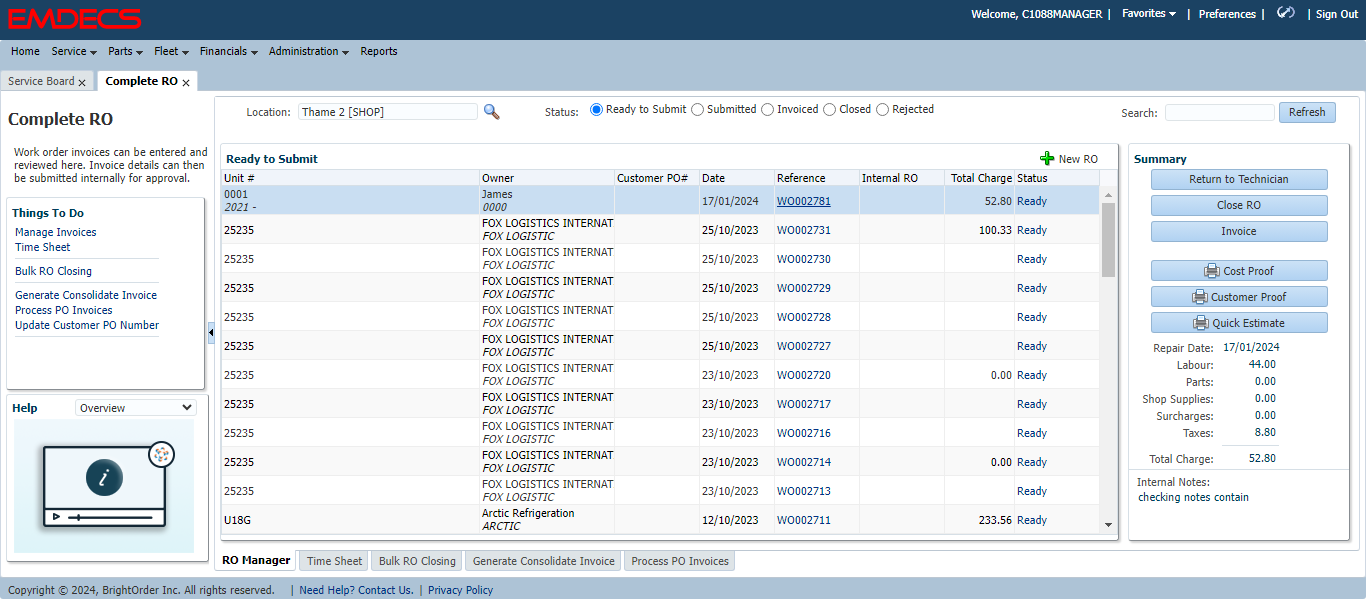 EMDECS
Welcome, C1088MANAGER | Favorites | Preferences | | Sign Out
Home Service Parts Fleet Financials Administration Reports
Service Board x Complete RO x
Complete RO
Work order invoices can be entered and
reviewed here. Invoice details can then
be submitted internally for approval.
Things To Do
Manage Invoices
Time Sheet
Bulk RO Closing
Generate Consolidate Invoice
Process PO Invoices
Update Customer PO Number
Help Overview
i
Location: Thame 2 [SHOP] Status: Ready to Submit Submitted Invoiced Closed Rejected Search: Refresh
Ready to Submit New RO
Unit # Owner Customer PO# Date Reference Internal RO Total Charge Status
0001 James 17/01/2024 WO002781 52.80 Ready
2021 - 0000
25235 FOX LOGISTICS INTERNAT 25/10/2023 WO002731 100.33 Ready
FOX LOGISTIC
25235 FOX LOGISTICS INTERNAT 25/10/2023 WO002730 Ready
FOX LOGISTIC
25235 FOX LOGISTICS INTERNAT 25/10/2023 WO002729 Ready
FOX LOGISTIC
25235 FOX LOGISTICS INTERNAT 25/10/2023 WO002728 Ready
FOX LOGISTIC
25235 FOX LOGISTICS INTERNAT 25/10/2023 WO002727 Ready
FOX LOGISTIC
25235 FOX LOGISTICS INTERNAT 23/10/2023 WO002720 0.00 Ready
FOX LOGISTIC
25235 FOX LOGISTICS INTERNAT 23/10/2023 WO002717 Ready
FOX LOGISTIC
25235 FOX LOGISTICS INTERNAT 23/10/2023 WO002716 Ready
FOX LOGISTIC
25235 FOX LOGISTICS INTERNAT 23/10/2023 WO002714 0.00 Ready
FOX LOGISTIC
25235 FOX LOGISTICS INTERNAT 23/10/2023 WO002713 Ready
FOX LOGISTIC
U18G Arctic Refrigeration 12/10/2023 WO002711 233.56 Ready
ARCTIC
Summary
Return to Technician
Close RO
Invoice
Cost Proof
Customer Proof
Quick Estimate
Repair Date: 17/01/2024
Labour: 44.00
Parts: 0.00
Shop Supplies: 0.00
Surcharges: 0.00
Taxes: 8.80
Total Charge: 52.80
Internal Notes:
checking notes contain
RO Manager Time Sheet Bulk RO Closing Generate Consolidate Invoice Process PO Invoices
Copyright © 2024, BrightOrder Inc. All rights reserved. | Need Help? Contact Us. | Privacy Policy